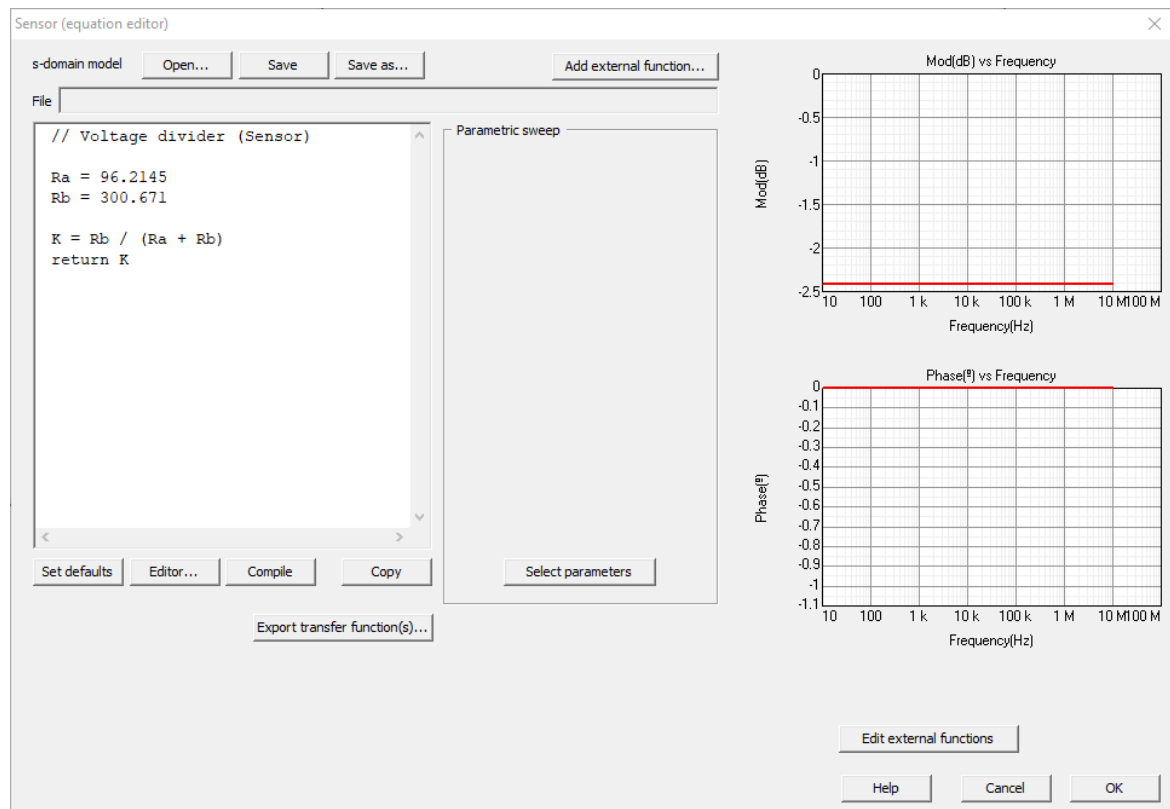 Sensor (equation editor)
s-domain model
Open...
Save
Save as...
Add external function...
File
// Voltage divider (Sensor)
Ra = 96.2145
Rb = 300.671
K = Rb / (Ra + Rb)
return K
Parametric sweep
Select parameters
Set defaults
Editor...
Compile
Copy
Export transfer function(s)...
Mod(dB) vs Frequency
Mod(dB)
0
-0.5
-1
-1.5
-2
-2.5
10 100 1 k 10 k 100 k 1 M 10 M 100 M
Frequency(Hz)
Phase(º) vs Frequency
Phase(º)
0
-0.1
-0.2
-0.3
-0.4
-0.5
-0.6
-0.7
-0.8
-0.9
-1
-1.1
10 100 1 k 10 k 100 k 1 M 10 M 100 M
Frequency(Hz)
Edit external functions
Help
Cancel
OK